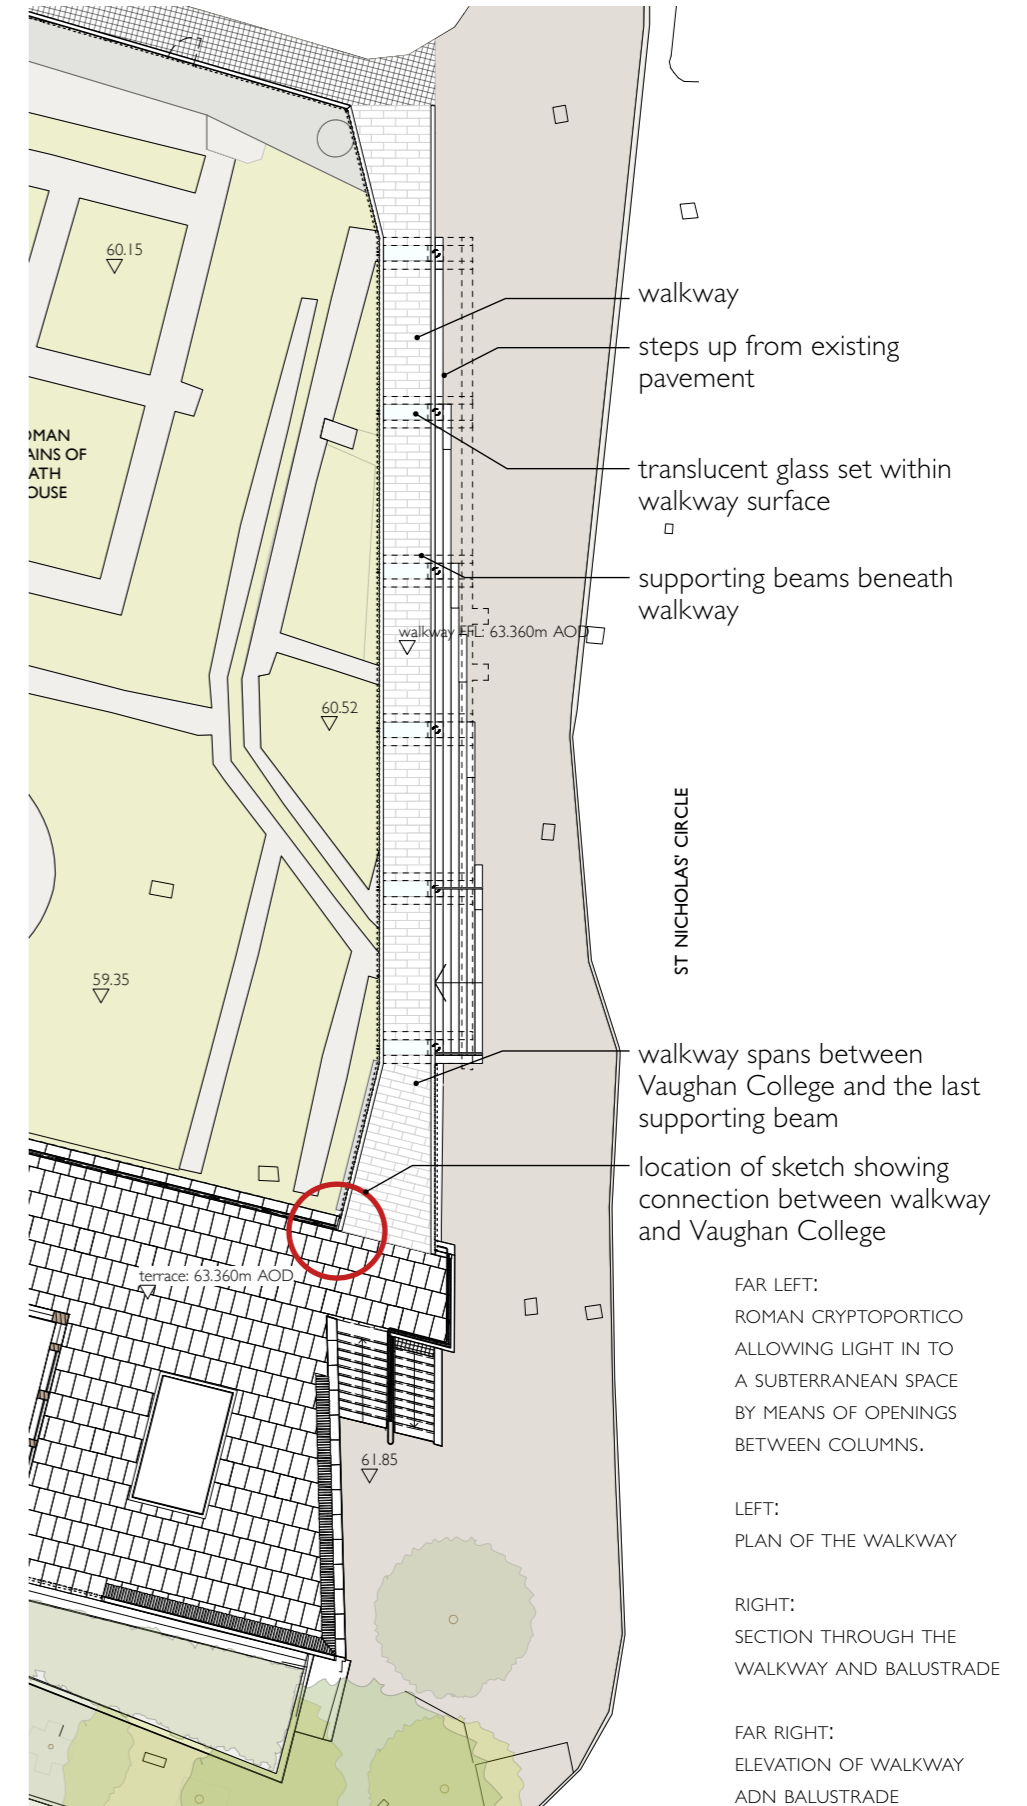 60.15
walkway
steps up from existing
pavement
OMAN
AINS OF
ATH
OUSE
translucent glass set within
walkway surface
supporting beams beneath
walkway
walkway FFL: 63.360m AOD
60.52
ST NICHOLAS' CIRCLE
59.35
walkway spans between
Vaughan College and the last
supporting beam
location of sketch showing
connection between walkway
and Vaughan College
terrace: 63.360m AOD
61.85
FAR LEFT:
ROMAN CRYPTOPORTICO
ALLOWING LIGHT IN TO
A SUBTERRANEAN SPACE
BY MEANS OF OPENINGS
BETWEEN COLUMNS.
LEFT:
PLAN OF THE WALKWAY
RIGHT:
SECTION THROUGH THE
WALKWAY AND BALUSTRADE
FAR RIGHT:
ELEVATION OF WALKWAY
ADN BALUSTRADE